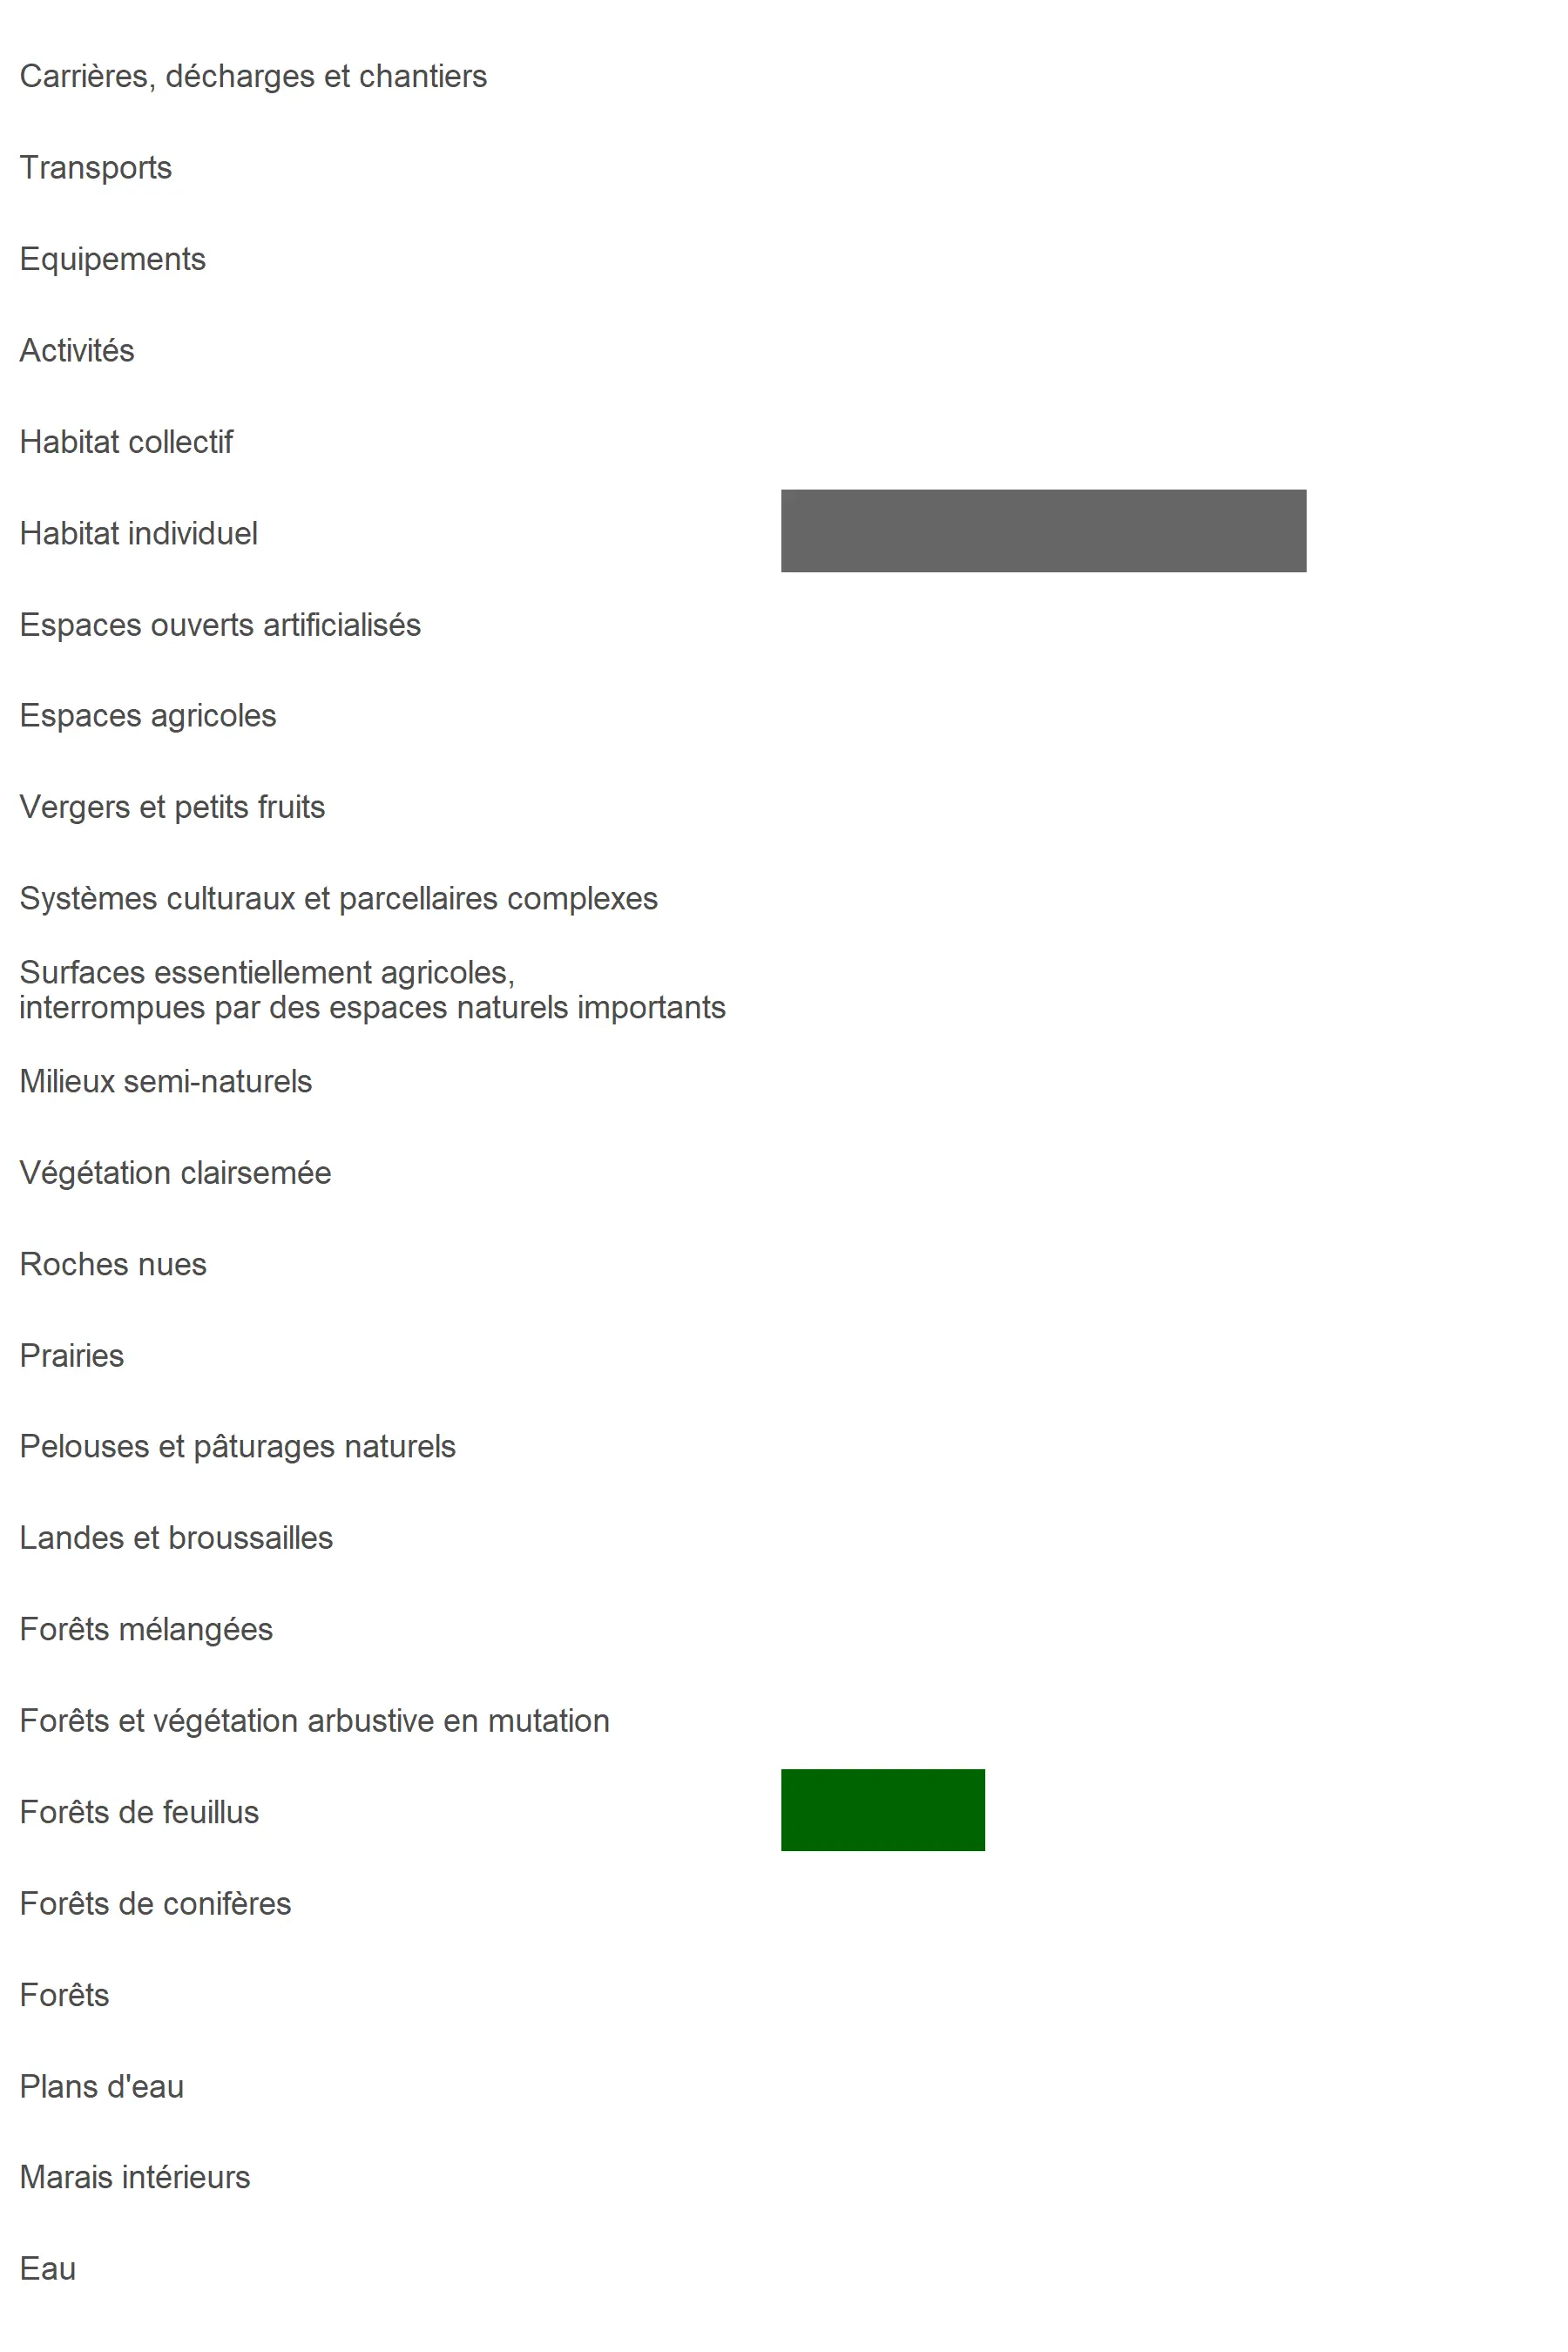 Carrières, décharges et chantiers
Transports
Equipements
Activités
Habitat collectif
Habitat individuel
Espaces ouverts artificialisés
Espaces agricoles
Vergers et petits fruits
Systèmes culturaux et parcellaires complexes
Surfaces essentiellement agricoles,
interrompues par des espaces naturels importants
Milieux semi-naturels
Végétation clairsemée
Roches nues
Prairies
Pelouses et pâturages naturels
Landes et broussailles
Forêts mélangées
Forêts et végétation arbustive en mutation
Forêts de feuillus
Forêts de conifères
Forêts
Plans d'eau
Marais intérieurs
Eau